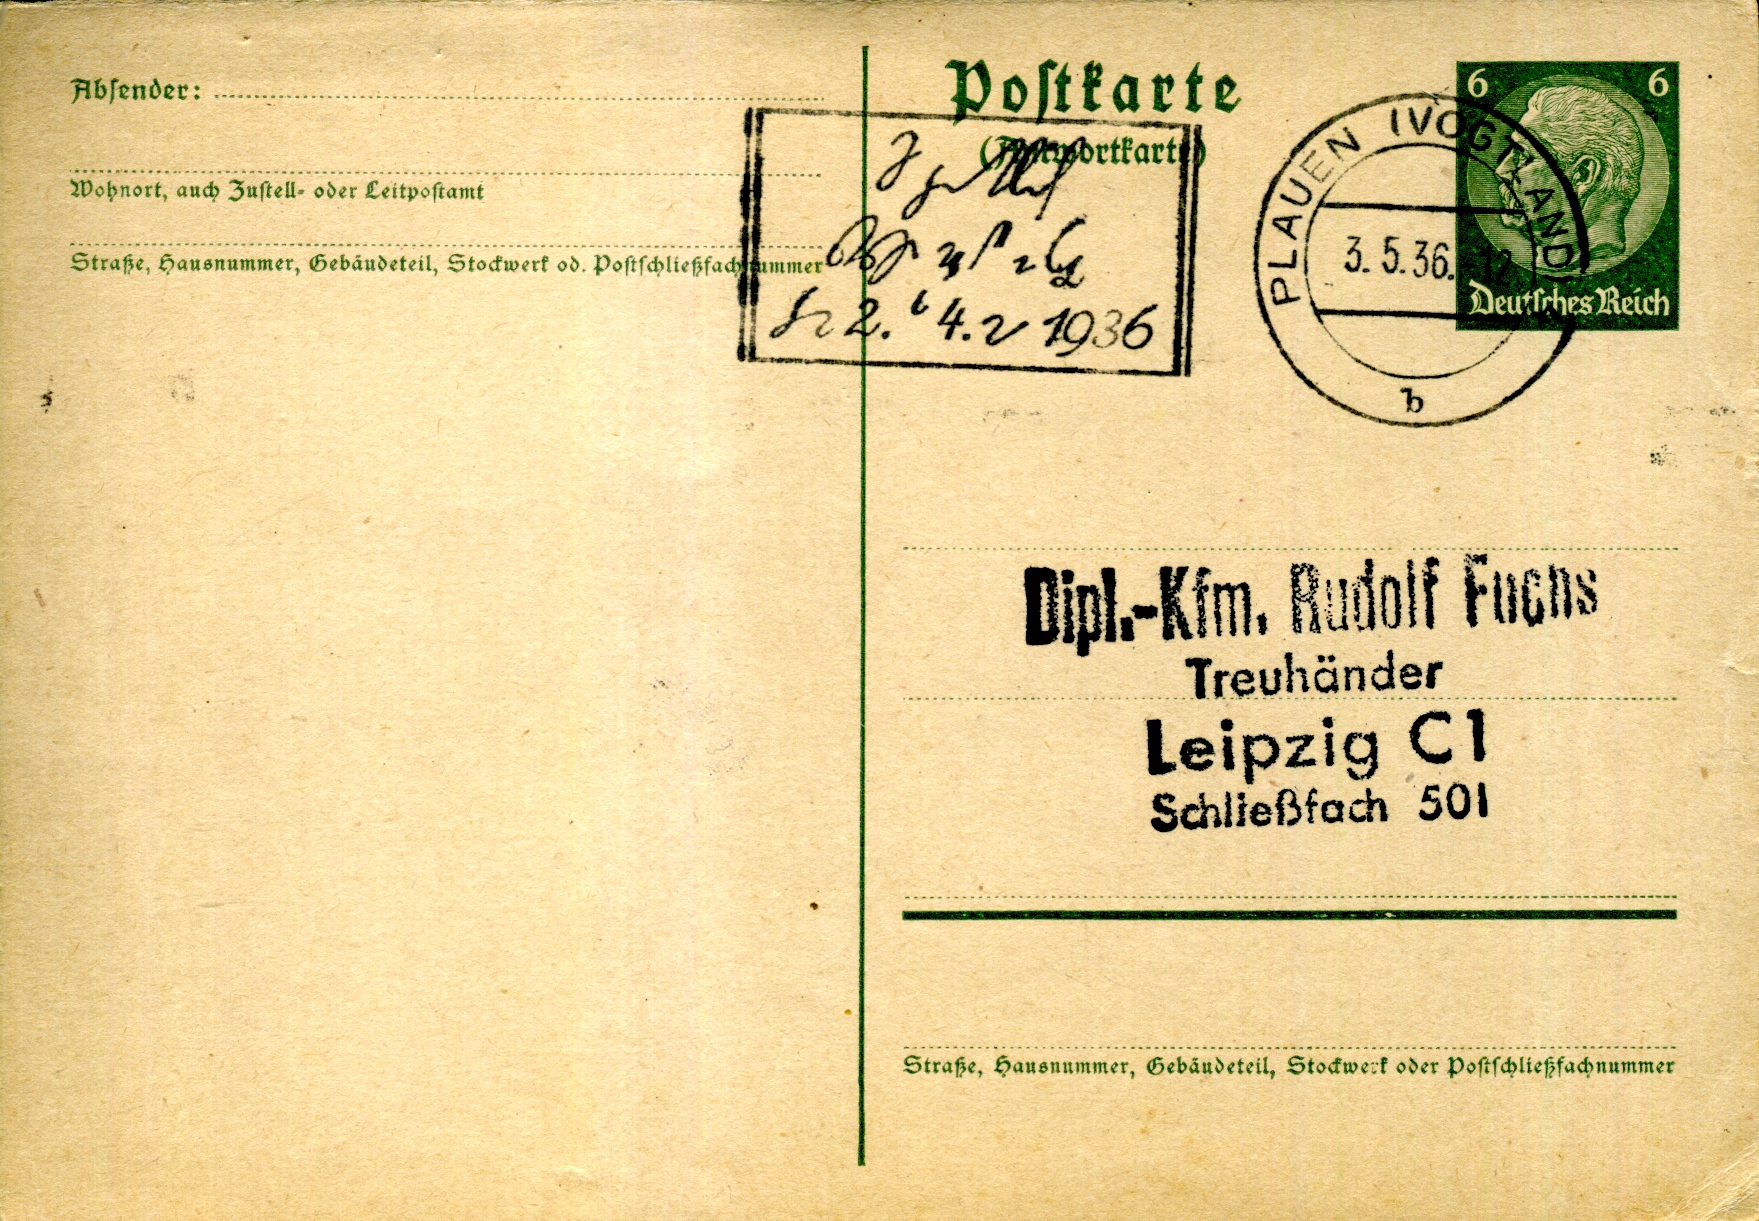 Absender:
Wohnort, auch Zustell- oder Leitpostamt
Straße, Hausnummer, Gebäudeteil, Stockwerk od. Postschließfachnummer
Postkarte
(Antwortkarte)
1936
PLAUEN (VOGTLAND)
3.5.36.-12
b
6 6
Deutsches Reich
Dipl.-Kfm. Rudolf Fuchs
Treuhänder
Leipzig C1
Schließfach 501
Straße, Hausnummer, Gebäudeteil, Stockwerk oder Postschließfachnummer